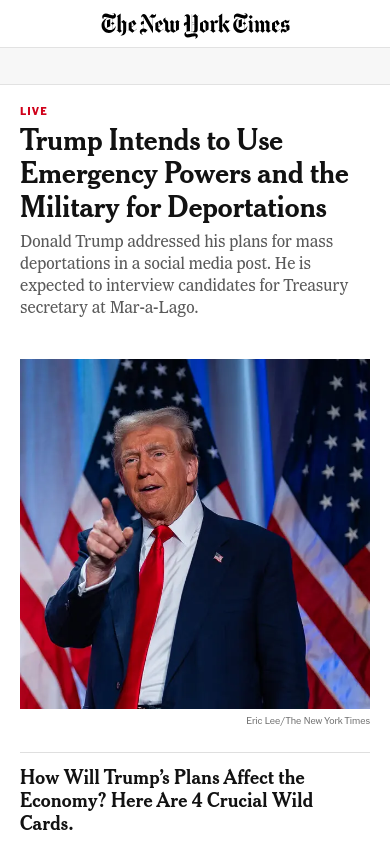 The New York Times
LIVE
Trump Intends to Use
Emergency Powers and the
Military for Deportations
Donald Trump addressed his plans for mass
deportations in a social media post. He is
expected to interview candidates for Treasury
secretary at Mar-a-Lago.
Eric Lee/The New York Times
How Will Trump’s Plans Affect the
Economy? Here Are 4 Crucial Wild
Cards.